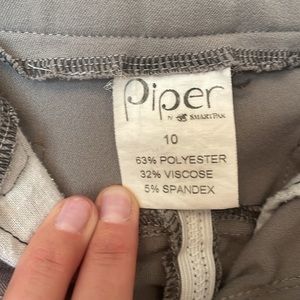 Piper
BY SMARTPAK
10
63% POLYESTER
32% VISCOSE
5% SPANDEX